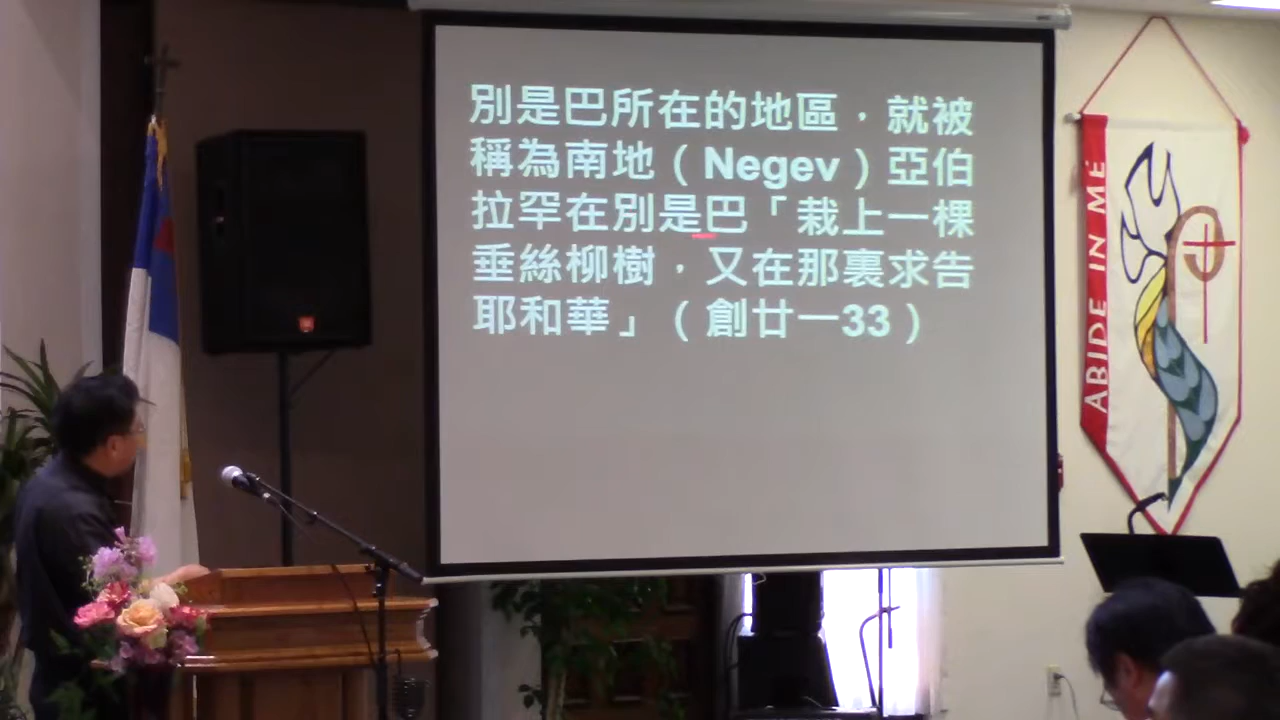 別是巴所在的地區，就被
稱為南地（Negev）亞伯
拉罕在別是巴「栽上一棵
垂絲柳樹，又在那裏求告
耶和華」（創廿一33）
ABIDE IN ME